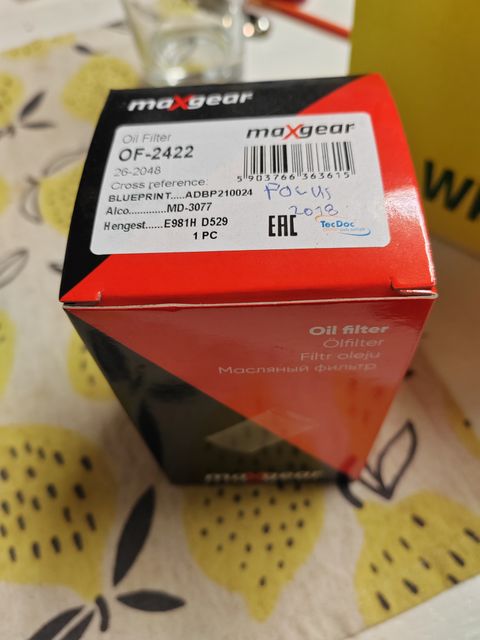 maxgear
Oil Filter
OF-2422
26-2048
Cross reference:
BLUEPRINT.....ADBP210024
Alco.............MD-3077
Hengest......E981H D529
1 PC
maxgear
5 903766 363615
Focus
2018
EAC
TecDoc
Oil filter
Ölfilter
Filtr oleju
Масляный фильтр
maxgear
W